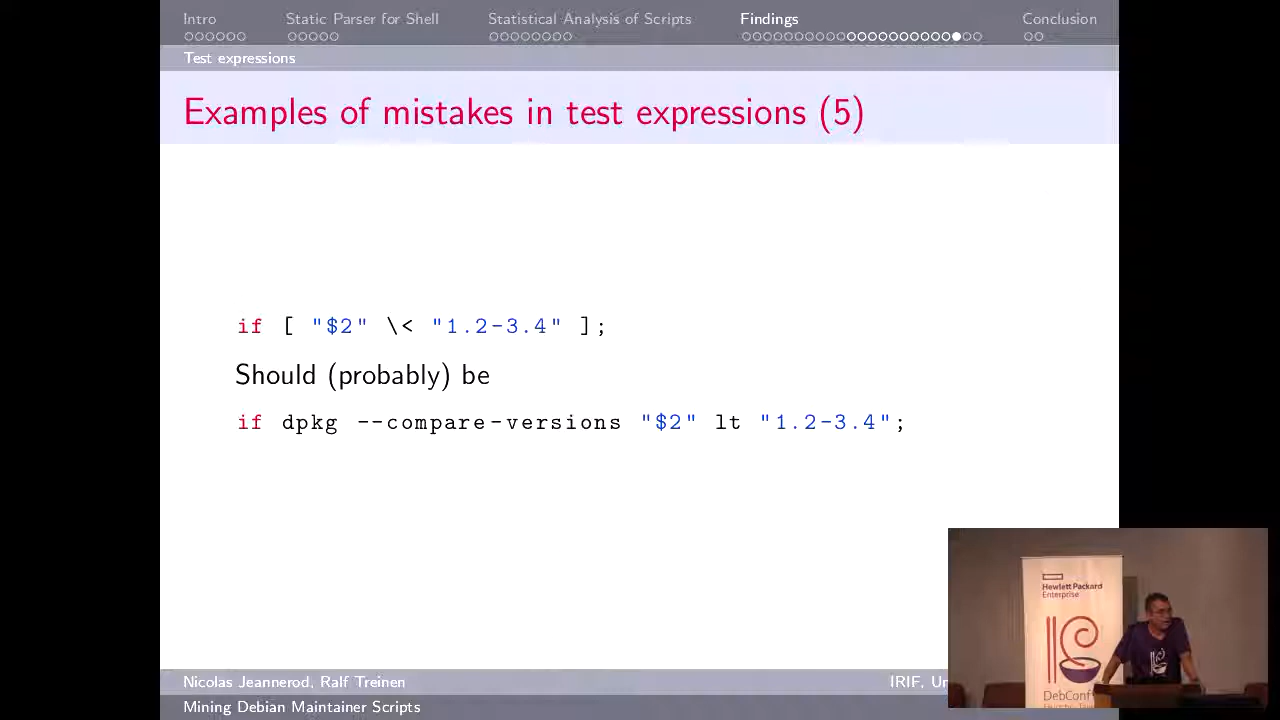 Intro Static Parser for Shell Statistical Analysis of Scripts Findings Conclusion
Test expressions
Examples of mistakes in test expressions (5)
if [ "$2" \< "1.2-3.4" ];
Should (probably) be
if dpkg --compare-versions "$2" lt "1.2-3.4";
Nicolas Jeannerod, Ralf Treinen IRIF,
Mining Debian Maintainer Scripts
Hewlett Packard
Enterprise
DebConf